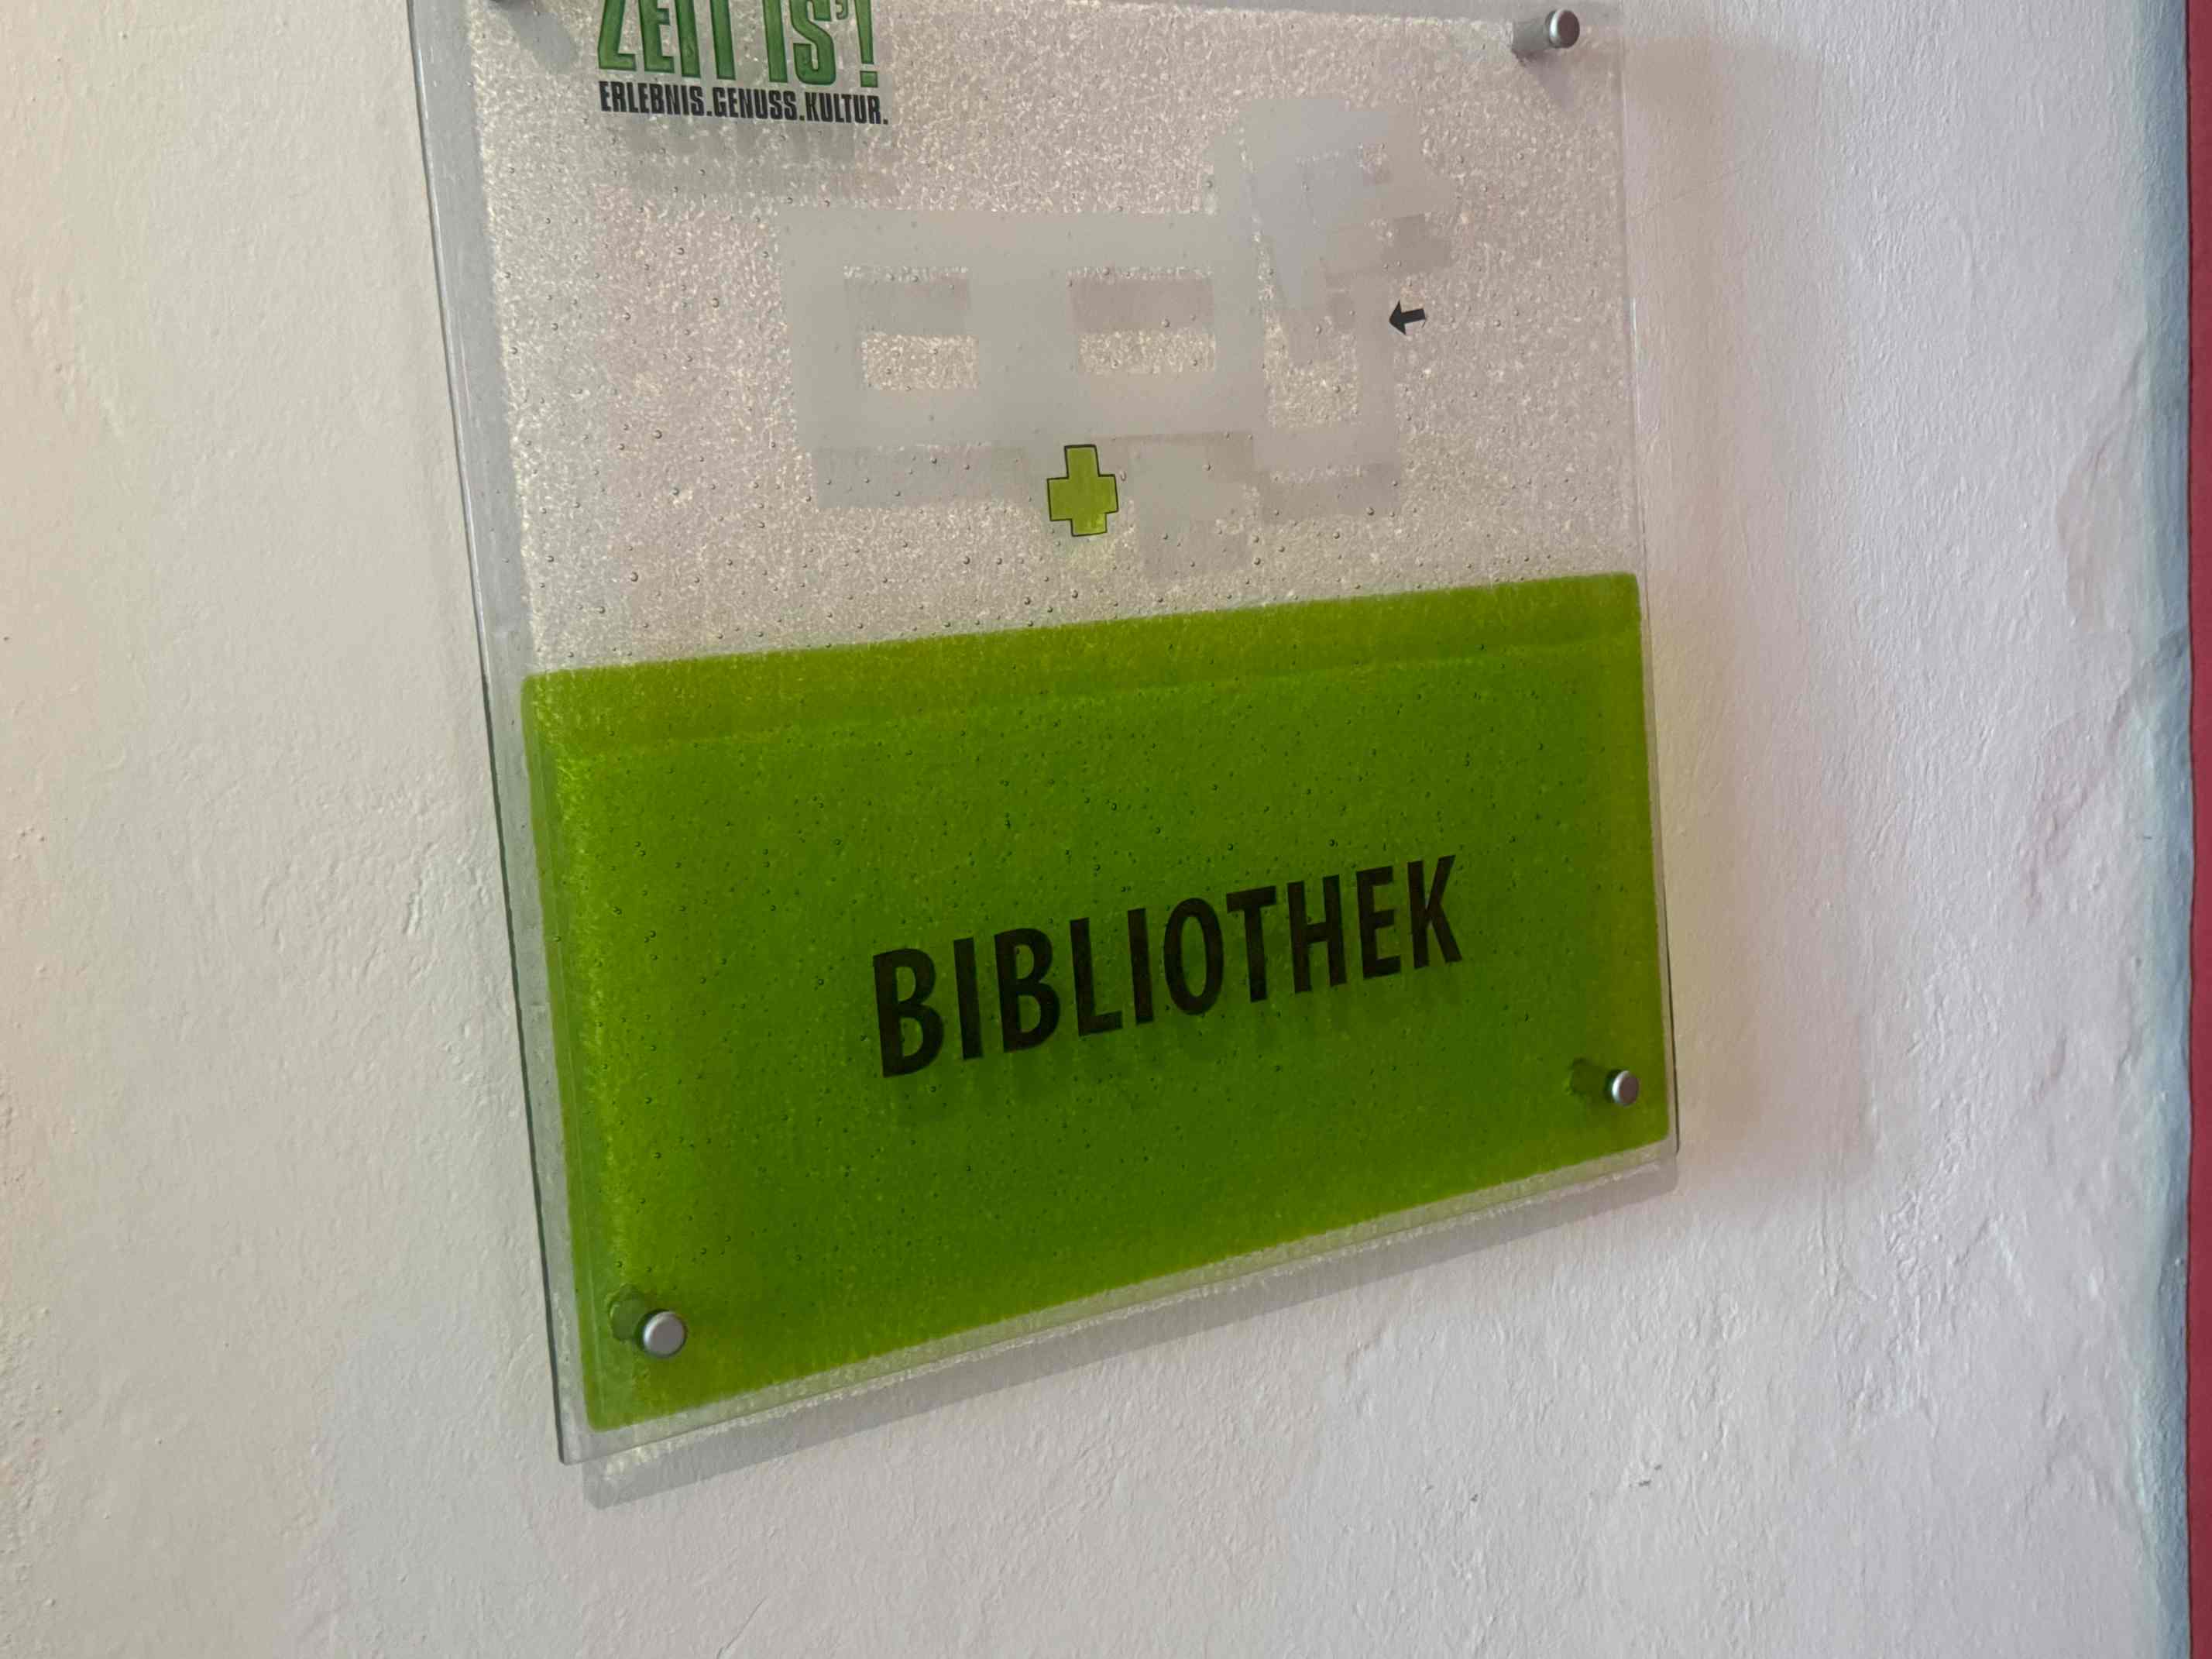 ZEIT IS'!
ERLEBNIS.GENUSS.KULTUR.
BIBLIOTHEK